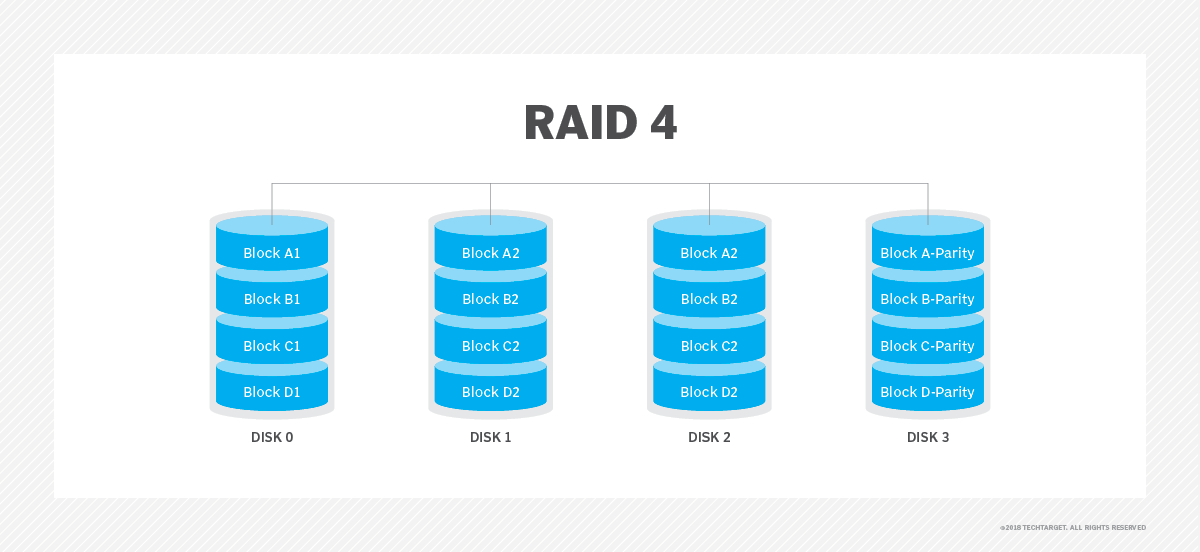 RAID 4
Block A1 Block A2 Block A2 Block A-Parity
Block B1 Block B2 Block B2 Block B-Parity
Block C1 Block C2 Block C2 Block C-Parity
Block D1 Block D2 Block D2 Block D-Parity
DISK 0 DISK 1 DISK 2 DISK 3
©2018 TECHTARGET. ALL RIGHTS RESERVED